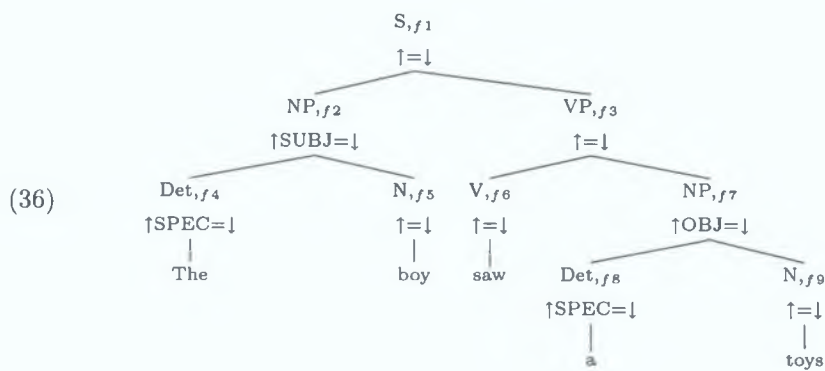 S,f1
↑=↓
NP,f2 VP,f3
↑SUBJ=↓ ↑=↓
(36) Det,f4 N,f5 V,f6 NP,f7
↑SPEC=↓ ↑=↓ ↑=↓ ↑OBJ=↓
The boy saw Det,f8 N,f9
↑SPEC=↓ ↑=↓
a toys